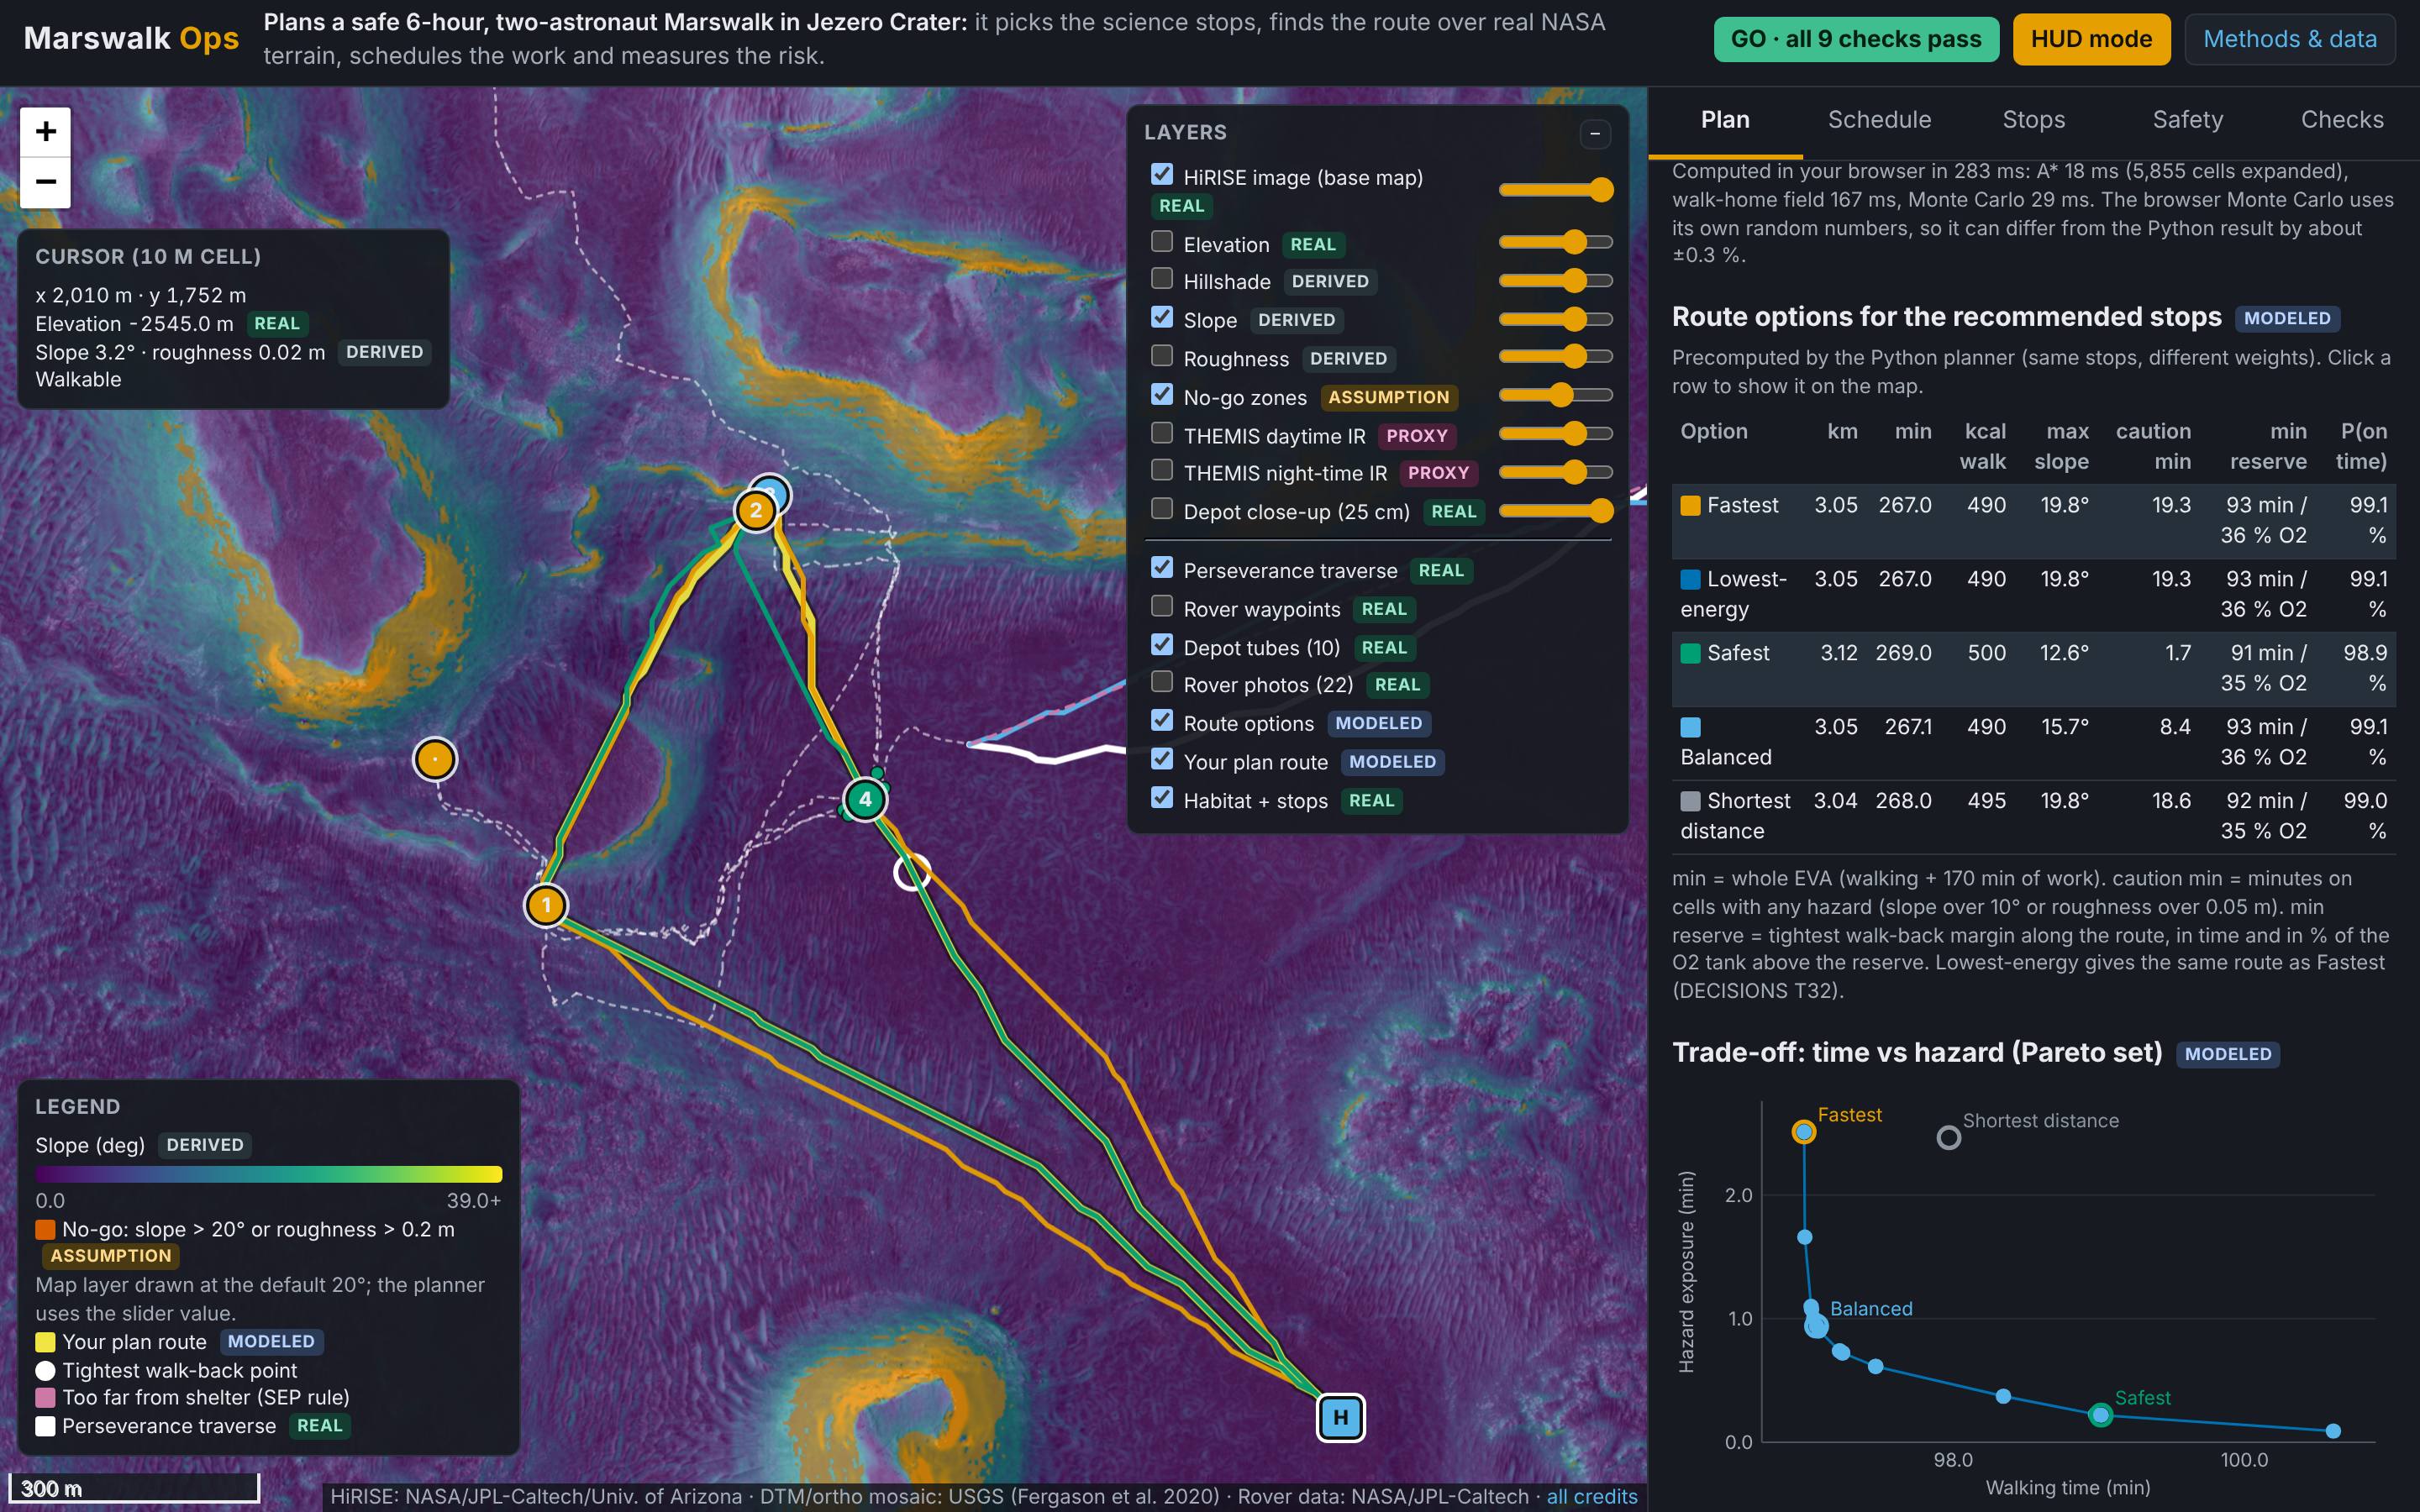 Marswalk Ops
Plans a safe 6-hour, two-astronaut Marswalk in Jezero Crater: it picks the science stops, finds the route over real NASA
terrain, schedules the work and measures the risk.
GO · all 9 checks pass
HUD mode
Methods & data
+
−
CURSOR (10 M CELL)
x 2,010 m · y 1,752 m
Elevation -2545.0 m REAL
Slope 3.2° · roughness 0.02 m DERIVED
Walkable
2
4
1
H
LAYERS
−
HiRISE image (base map)
REAL
Elevation REAL
Hillshade DERIVED
Slope DERIVED
Roughness DERIVED
No-go zones ASSUMPTION
THEMIS daytime IR PROXY
THEMIS night-time IR PROXY
Depot close-up (25 cm) REAL
Perseverance traverse REAL
Rover waypoints REAL
Depot tubes (10) REAL
Rover photos (22) REAL
Route options MODELED
Your plan route MODELED
Habitat + stops REAL
LEGEND
Slope (deg) DERIVED
0.0 39.0+
No-go: slope > 20° or roughness > 0.2 m
ASSUMPTION
Map layer drawn at the default 20°; the planner
uses the slider value.
Your plan route MODELED
Tightest walk-back point
Too far from shelter (SEP rule)
Perseverance traverse REAL
300 m
HiRISE: NASA/JPL-Caltech/Univ. of Arizona · DTM/ortho mosaic: USGS (Fergason et al. 2020) · Rover data: NASA/JPL-Caltech · all credits
Plan Schedule Stops Safety Checks
Computed in your browser in 283 ms: A* 18 ms (5,855 cells expanded),
walk-home field 167 ms, Monte Carlo 29 ms. The browser Monte Carlo uses
its own random numbers, so it can differ from the Python result by about
±0.3 %.
Route options for the recommended stops MODELED
Precomputed by the Python planner (same stops, different weights). Click a
row to show it on the map.
Option km min kcal max caution min P(on
walk slope min reserve time)
Fastest 3.05 267.0 490 19.8° 19.3 93 min / 99.1
36 % O2 %
Lowest- 3.05 267.0 490 19.8° 19.3 93 min / 99.1
energy 36 % O2 %
Safest 3.12 269.0 500 12.6° 1.7 91 min / 98.9
35 % O2 %
3.05 267.1 490 15.7° 8.4 93 min / 99.1
Balanced 36 % O2 %
Shortest 3.04 268.0 495 19.8° 18.6 92 min / 99.0
distance 35 % O2 %
min = whole EVA (walking + 170 min of work). caution min = minutes on
cells with any hazard (slope over 10° or roughness over 0.05 m). min
reserve = tightest walk-back margin along the route, in time and in % of the
O2 tank above the reserve. Lowest-energy gives the same route as Fastest
(DECISIONS T32).
Trade-off: time vs hazard (Pareto set) MODELED
Fastest
Shortest distance
Balanced
Safest
Hazard exposure (min)
2.0
1.0
0.0
98.0 100.0
Walking time (min)